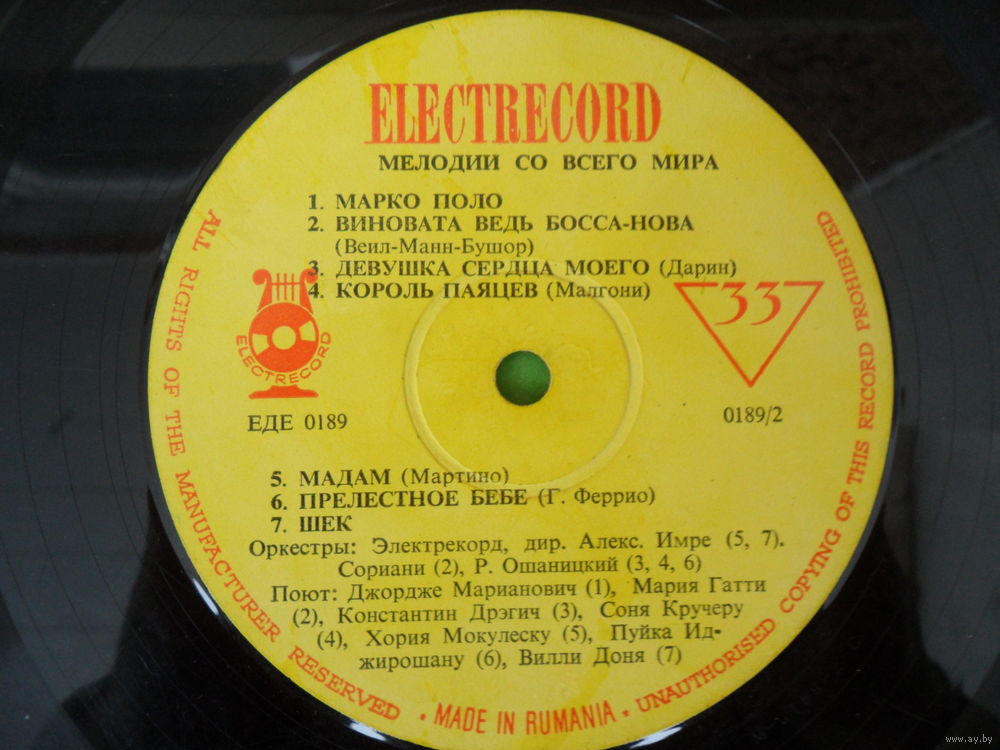 ELECTRECORD
МЕЛОДИИ СО ВСЕГО МИРА
1. МАРКО ПОЛО
2. ВИНОВАТА ВЕДЬ БОССА-НОВА
(Веил-Манн-Бушор)
3. ДЕВУШКА СЕРДЦА МОЕГО (Дарин)
4. КОРОЛЬ ПАЯЦЕВ (Малгони)
ELECTRECORD
33
ЕДЕ 0189
0189/2
5. МАДАМ (Мартино)
6. ПРЕЛЕСТНОЕ БЕБЕ (Г. Феррио)
7. ШЕК
Оркестры: Электрекорд, дир. Алекс. Имре (5, 7).
Сориани (2), Р. Ошаницкий (3, 4, 6)
Поют: Джордже Марианович (1), Мария Гатти
(2), Константин Дрэгич (3), Соня Кручеру
(4), Хория Мокулеску (5), Пуйка Ид-
жирошану (6), Вилли Доня (7)
ALL RIGHTS OF THE MANUFACTURER RESERVED • MADE IN RUMANIA • UNAUTHORISED COPYING OF THIS RECORD PROHIBITED
www.ay.by